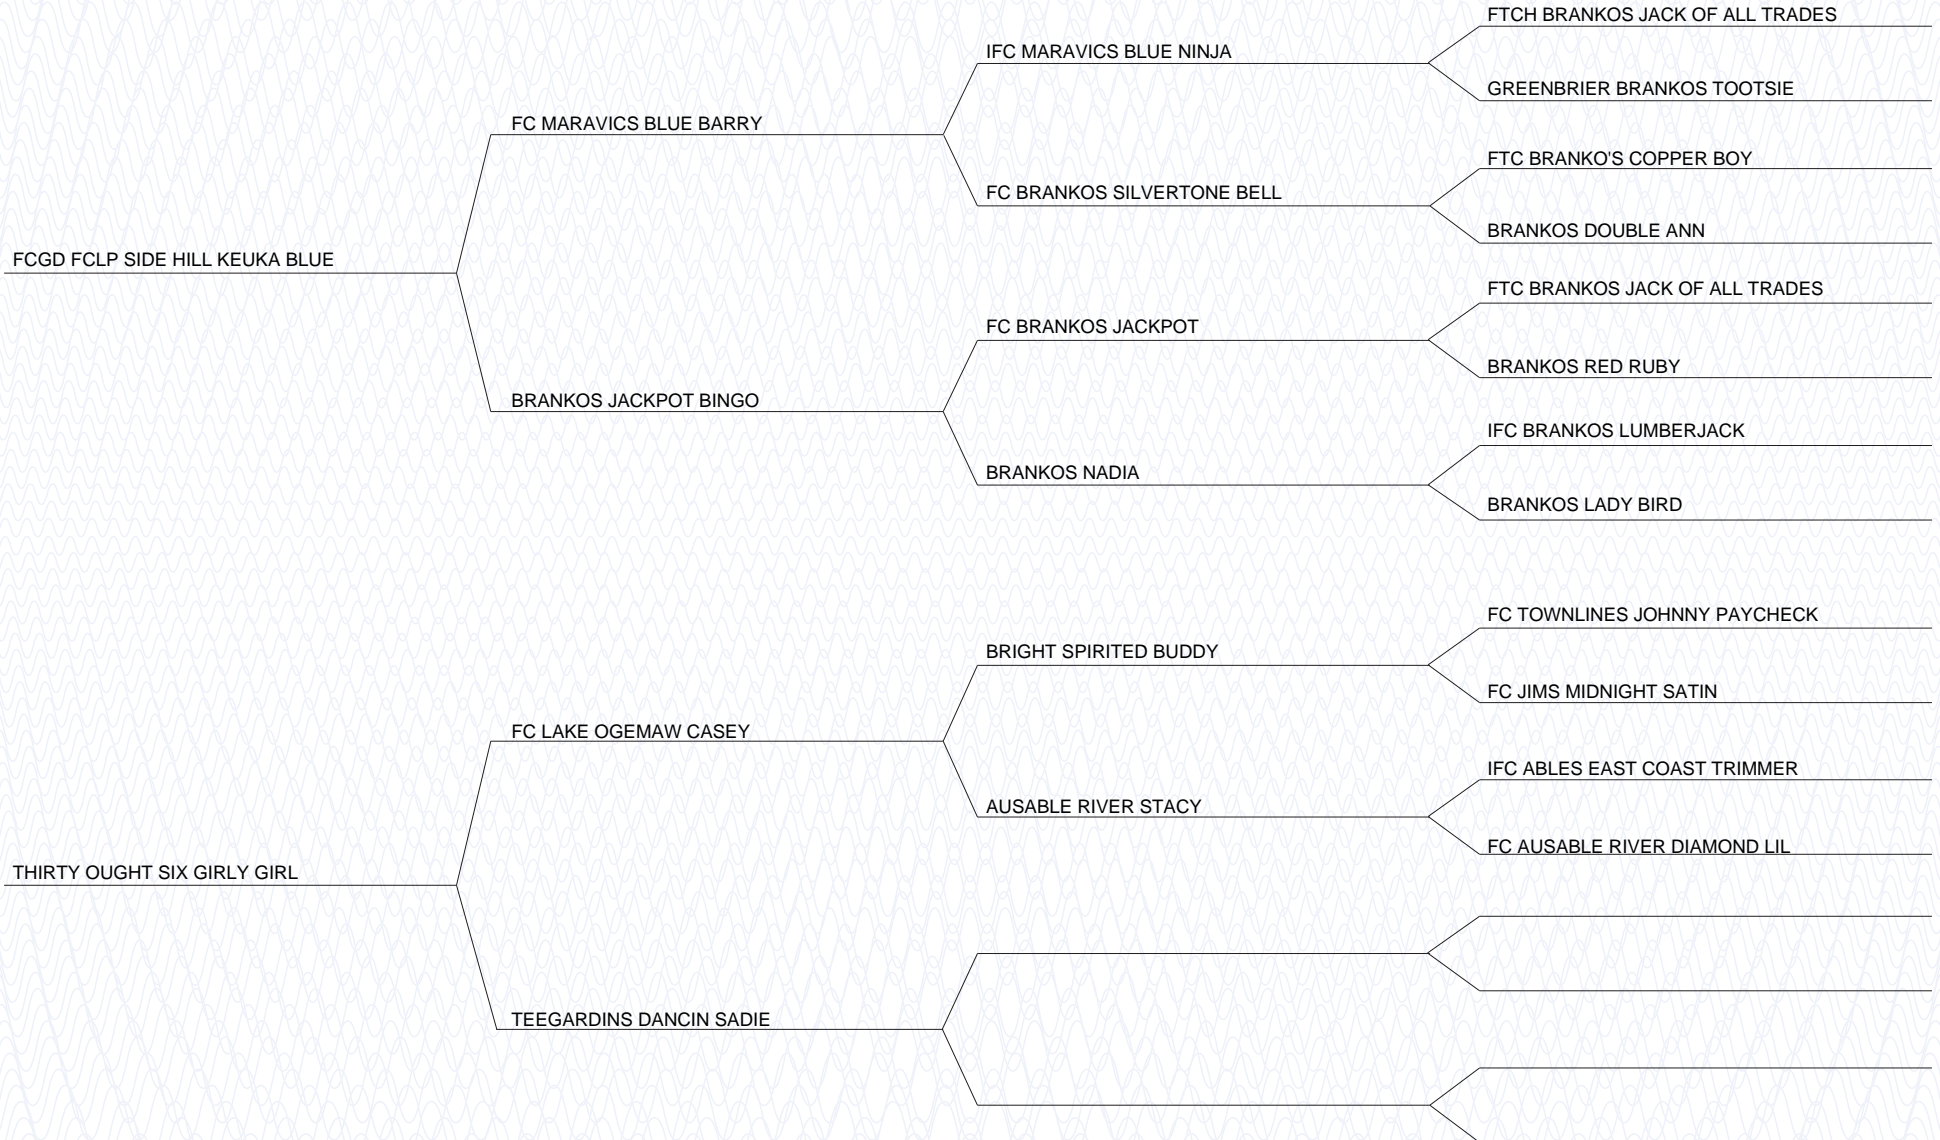 FTCH BRANKOS JACK OF ALL TRADES
IFC MARAVICS BLUE NINJA
GREENBRIER BRANKOS TOOTSIE
FC MARAVICS BLUE BARRY
FTC BRANKO'S COPPER BOY
FC BRANKOS SILVERTONE BELL
BRANKOS DOUBLE ANN
FCGD FCLP SIDE HILL KEUKA BLUE
FTC BRANKOS JACK OF ALL TRADES
FC BRANKOS JACKPOT
BRANKOS RED RUBY
BRANKOS JACKPOT BINGO
IFC BRANKOS LUMBERJACK
BRANKOS NADIA
BRANKOS LADY BIRD
FC TOWNLINES JOHNNY PAYCHECK
BRIGHT SPIRITED BUDDY
FC JIMS MIDNIGHT SATIN
FC LAKE OGEMAW CASEY
IFC ABLES EAST COAST TRIMMER
AUSABLE RIVER STACY
FC AUSABLE RIVER DIAMOND LIL
THIRTY OUGHT SIX GIRLY GIRL
TEEGARDINS DANCIN SADIE